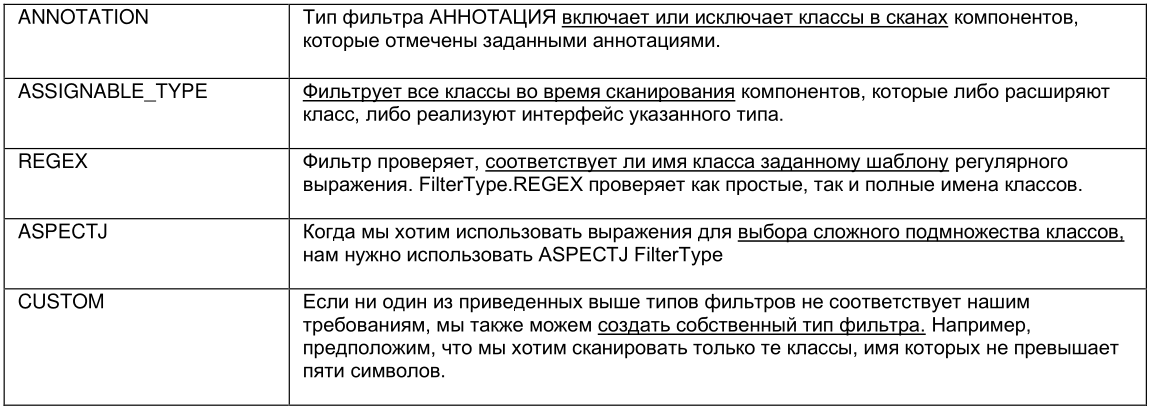 ANNOTATION
Тип фильтра АННОТАЦИЯ включает или исключает классы в сканах компонентов,
которые отмечены заданными аннотациями.
ASSIGNABLE_TYPE
Фильтрует все классы во время сканирования компонентов, которые либо расширяют
класс, либо реализуют интерфейс указанного типа.
REGEX
Фильтр проверяет, соответствует ли имя класса заданному шаблону регулярного
выражения. FilterType.REGEX проверяет как простые, так и полные имена классов.
ASPECTJ
Когда мы хотим использовать выражения для выбора сложного подмножества классов,
нам нужно использовать ASPECTJ FilterType
CUSTOM
Если ни один из приведенных выше типов фильтров не соответствует нашим
требованиям, мы также можем создать собственный тип фильтра. Например,
предположим, что мы хотим сканировать только те классы, имя которых не превышает
пяти символов.